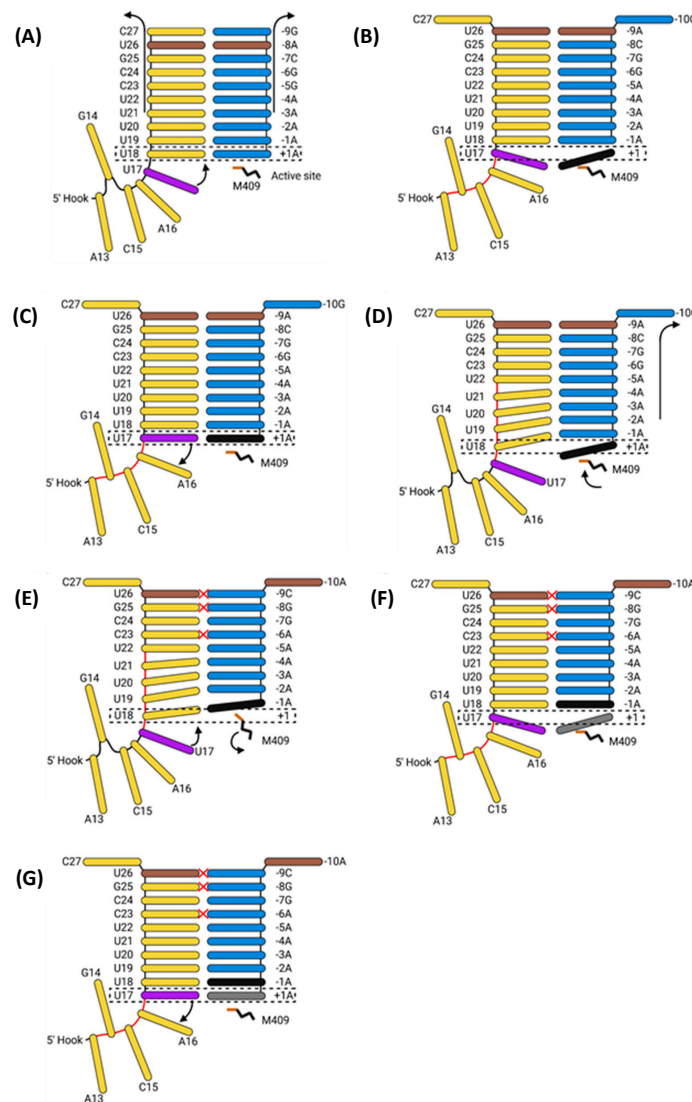 (A)
C27 -9G
U26 -8A
G25 -7C
C24 -6G
C23 -5G
U22 -4A
U21 -3A
G14
U20 -2A
U19 -1A
U18 +1A
U17 Active site
M409
5' Hook
A16
C15
A13
(B)
C27 -10
U26 -9A
G25 -8C
C24 -7G
C23 -6G
U22 -5A
U21 -4A
G14
U20 -3A
U19 -2A
U18 -1A
U17 +1
M409
A16
5' Hook
C15
A13
(C)
C27 -10G
U26 -9A
G25 -8C
C24 -7G
C23 -6G
U22 -5A
U21 -4A
G14
U20 -3A
U19 -2A
U18 -1A
U17 +1A
M409
A16
5' Hook
C15
A13
(D)
C27 -10
U26 -9A
G25 -8C
C24 -7G
C23 -6G
U22 -5A
U21 -4A
G14
U20 -3A
U19 -2A
-1A
U18 +1A
M409
U17
5' Hook
A16
C15
A13
(E)
C27 -10A
U26 -9C
G25 -8G
C24 -7G
C23 -6A
U22 -5A
U21 -4A
G14
U20 -3A
U19 -2A
-1A
U18 +1
M409
U17
5' Hook
A16
C15
A13
(F)
C27 -10A
U26 -9C
G25 -8G
C24 -7G
C23 -6A
U22 -5A
U21 -4A
G14
U20 -3A
U19 -2A
U18 -1A
U17 +1
M409
A16
5' Hook
C15
A13
(G)
C27 -10A
U26 -9C
G25 -8G
C24 -7G
C23 -6A
U22 -5A
U21 -4A
G14
U20 -3A
U19 -2A
U18 -1A
U17 +1A
M409
A16
5' Hook
C15
A13